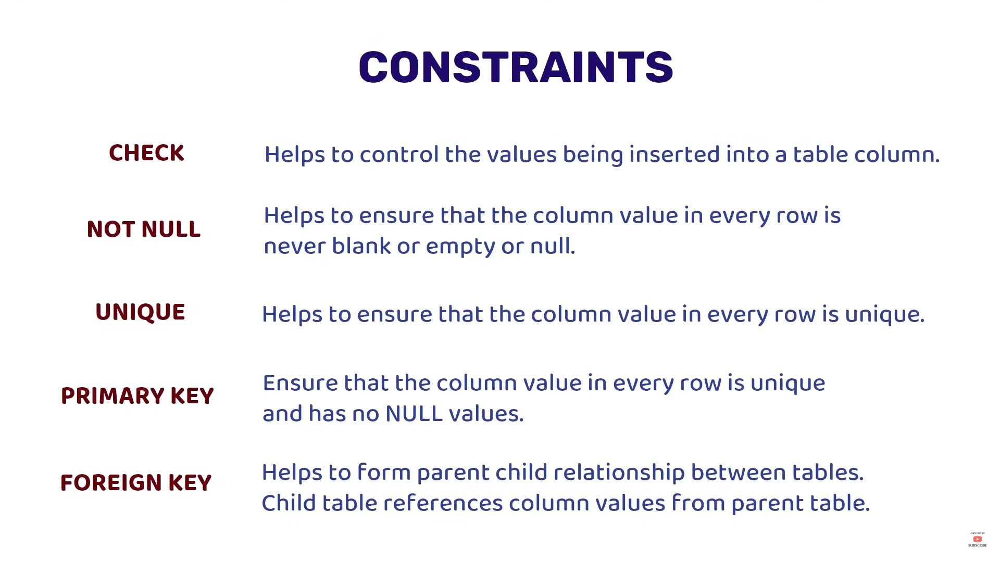 CONSTRAINTS
CHECK
Helps to control the values being inserted into a table column.
NOT NULL
Helps to ensure that the column value in every row is
never blank or empty or null.
UNIQUE
Helps to ensure that the column value in every row is unique.
PRIMARY KEY
Ensure that the column value in every row is unique
and has no NULL values.
FOREIGN KEY
Helps to form parent child relationship between tables.
Child table references column values from parent table.
CLICK HERE TO
SUBSCRIBE